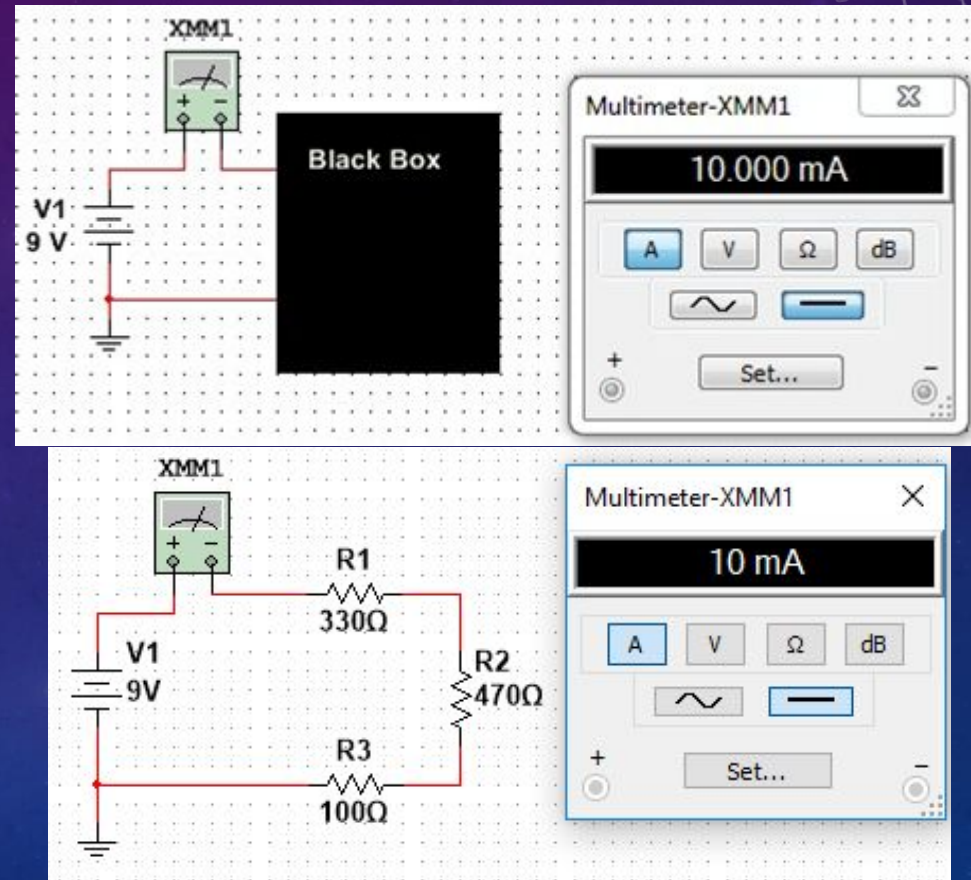 XMM1
+ −
Black Box
V1
9 V
Multimeter-XMM1
10.000 mA
A V Ω dB
+ Set... −
XMM1
+ −
R1
330Ω
V1
9V
R2
470Ω
R3
100Ω
Multimeter-XMM1
10 mA
A V Ω dB
+ Set... −